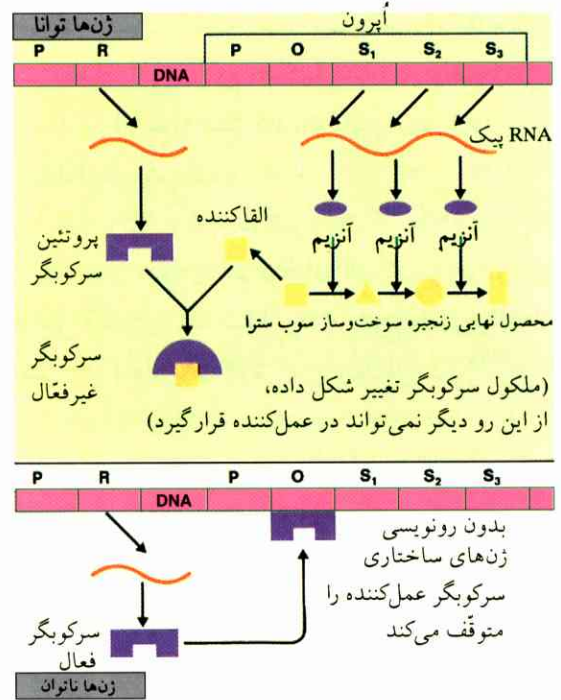 ژن‌ها توانا
اُپرون
P R P O S₁ S₂ S₃
DNA
RNA پیک
القاکننده
پروتئین
سرکوبگر
آنزیم آنزیم آنزیم
محصول نهایی زنجیره سوخت‌وساز سوب سترا
سرکوبگر
غیرفعّال
(ملکول سرکوبگر تغییر شکل داده،
از این رو دیگر نمی‌تواند در عمل‌کننده قرار گیرد)
P R P O S₁ S₂ S₃
DNA
بدون رونویسی
ژن‌های ساختاری
سرکوبگر عمل‌کننده را
متوقّف می‌کند
سرکوبگر
فعال
ژن‌ها ناتوان